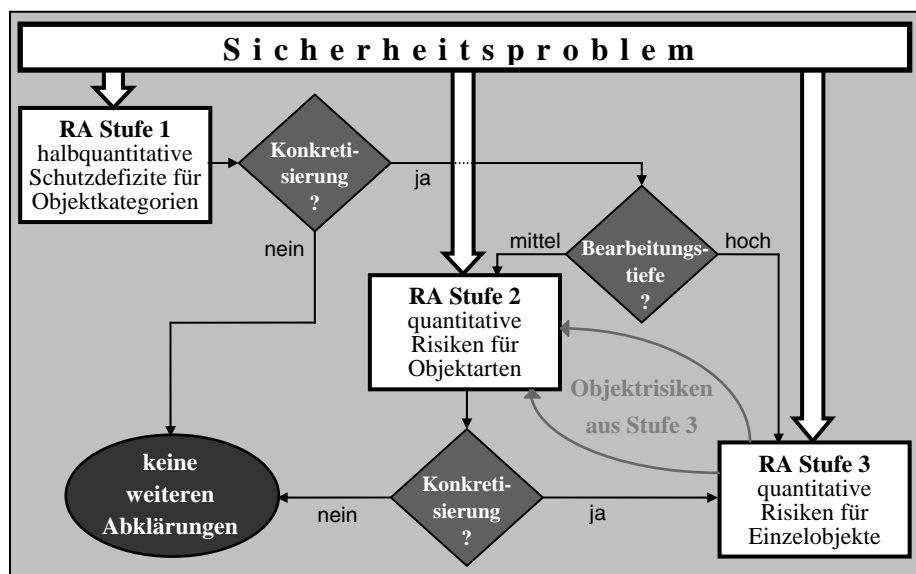 Sicherheitsproblem
RA Stufe 1
halbquantitative
Schutzdefizite für
Objektkategorien
Konkreti-
sierung
?
ja
nein
mittel
Bearbeitungs-
tiefe
?
hoch
RA Stufe 2
quantitative
Risiken für
Objektarten
Objektrisiken
aus Stufe 3
keine
weiteren
Abklärungen
nein
Konkreti-
sierung
?
ja
RA Stufe 3
quantitative
Risiken für
Einzelobjekte